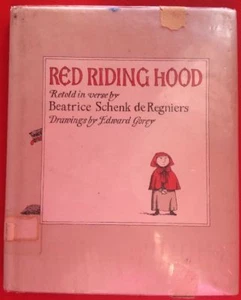 RED RIDING HOOD
Retold in verse by
Beatrice Schenk de Regniers
Drawings by Edward Gorey